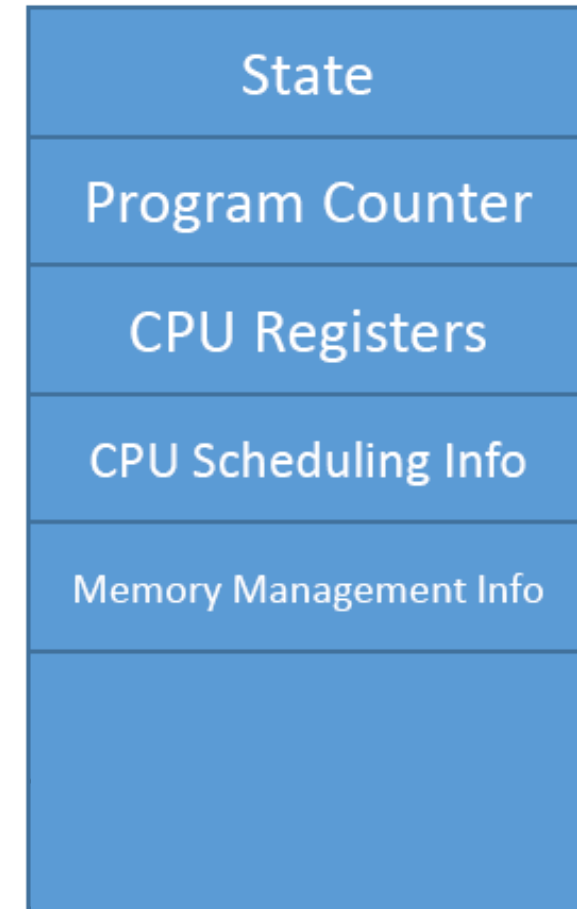 State
Program Counter
CPU Registers
CPU Scheduling Info
Memory Management Info